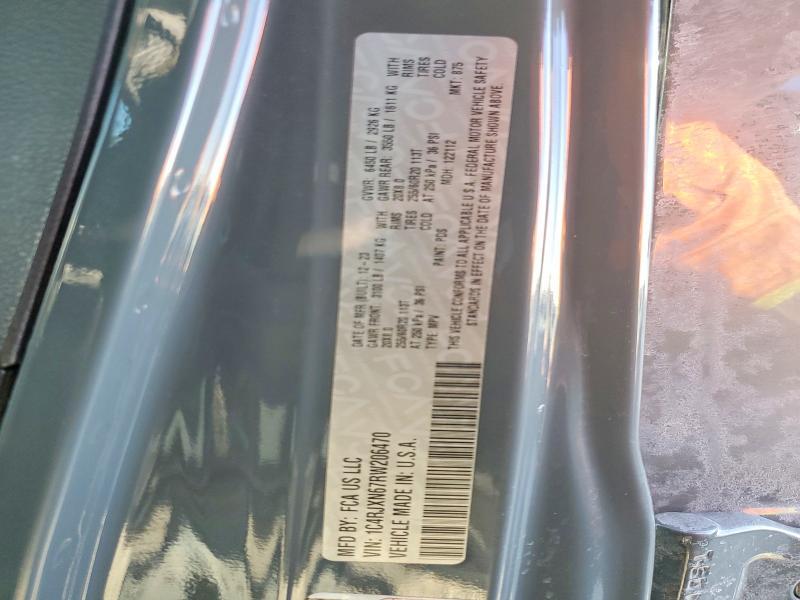 MFD BY: FCA US LLC
DATE OF MFR (BUILT): 12-23
GVWR: 6450 LB / 2926 KG
GAWR FRONT: 3100 LB / 1407 KG WITH
20X8.0 RIMS
255/60R20 113T TIRES
AT 250 kPa / 36 PSI COLD
GAWR REAR: 3550 LB / 1611 KG WITH
20X8.0 RIMS
255/60R20 113T TIRES
AT 250 kPa / 36 PSI COLD
VIN: 1C4RJXN67RW206470
TYPE: MPV
PAINT: PDS
MDH: 122112
MKT: 875
VEHICLE MADE IN: U.S.A.
THIS VEHICLE CONFORMS TO ALL APPLICABLE U.S.A. FEDERAL MOTOR VEHICLE SAFETY
STANDARDS IN EFFECT ON THE DATE OF MANUFACTURE SHOWN ABOVE.